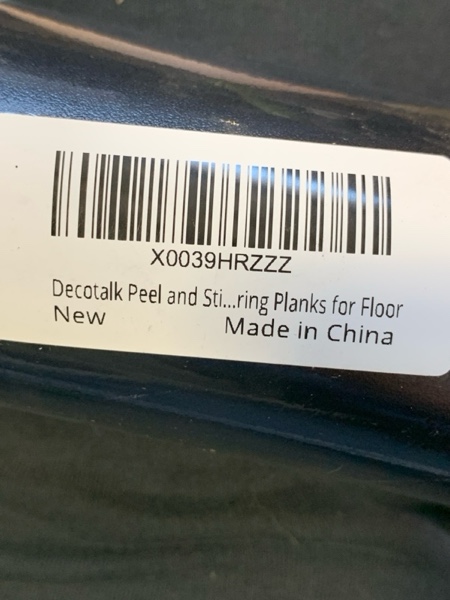 X0039HRZZZ
Decotalk Peel and Sti...ring Planks for Floor
New
Made in China